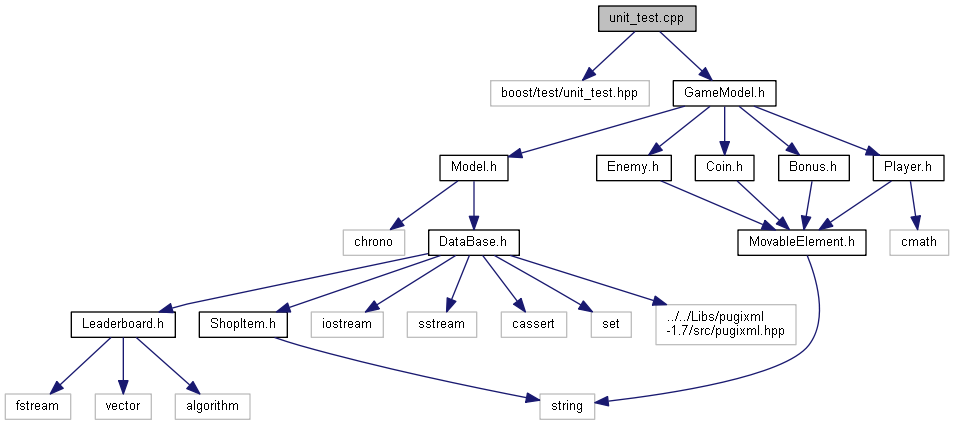 unit_test.cpp
boost/test/unit_test.hpp
GameModel.h
Model.h
Enemy.h
Coin.h
Bonus.h
Player.h
chrono
DataBase.h
MovableElement.h
cmath
Leaderboard.h
ShopItem.h
iostream
sstream
cassert
set
../../Libs/pugixml
-1.7/src/pugixml.hpp
fstream
vector
algorithm
string